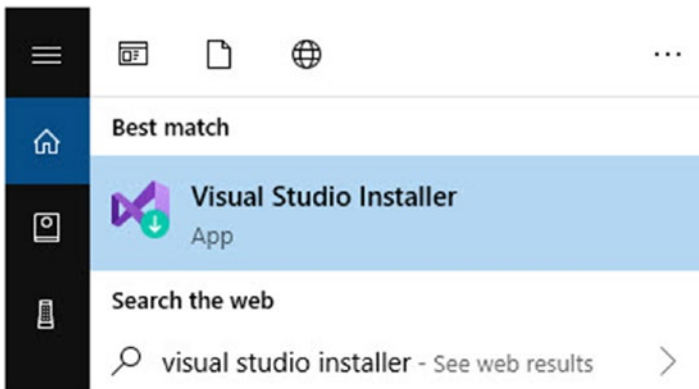 Best match
Visual Studio Installer
App
Search the web
visual studio installer - See web results